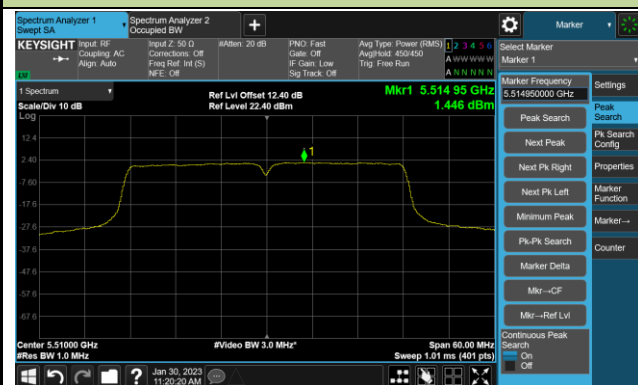 Spectrum Analyzer 1
Swept SA
Spectrum Analyzer 2
Occupied BW
Marker
KEYSIGHT
Input: RF
Coupling: AC
Align: Auto
Input Z: 50 Ω
Corrections: Off
Freq Ref: Int (S)
NFE: Off
#Atten: 20 dB
PNO: Fast
Gate: Off
IF Gain: Low
Sig Track: Off
Avg Type: Power (RMS)
Avg|Hold: 450/450
Trig: Free Run
1 2 3 4 5 6
A W W W W W
A N N N N N
LXI
Select Marker
Marker 1
1 Spectrum
Scale/Div 10 dB
Log
Ref Lvl Offset 12.40 dB
Ref Level 22.40 dBm
Mkr1 5.514 95 GHz
1.446 dBm
12.4
2.40
-7.60
-17.6
-27.6
-37.6
-47.6
-57.6
-67.6
1
Center 5.51000 GHz
#Res BW 1.0 MHz
#Video BW 3.0 MHz*
Span 60.00 MHz
Sweep 1.01 ms (401 pts)
Marker Frequency
5.514950000 GHz
Peak Search
Next Peak
Next Pk Right
Next Pk Left
Minimum Peak
Pk-Pk Search
Marker Delta
Mkr→CF
Mkr→Ref Lvl
Continuous Peak
Search
On
Off
Settings
Peak
Search
Pk Search
Config
Properties
Marker
Function
Marker→
Counter
?
Jan 30, 2023
11:20:20 AM